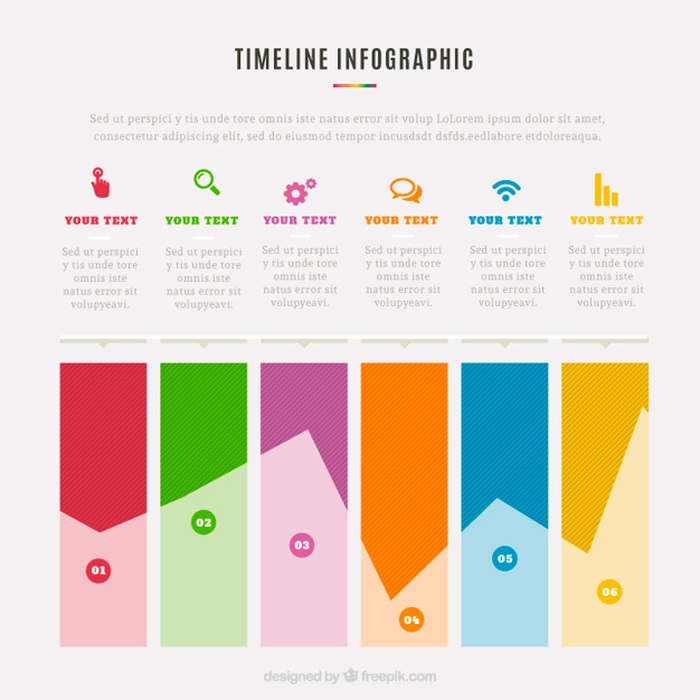 TIMELINE INFOGRAPHIC
Sed ut perspici y tis unde tore omnis iste natus error sit volup LoLorem ipsum dolor sit amet,
consectetur adipiscing elit, sed do eiusmod tempor incusdsdt dsfds.eedlabore etdoloreaqua.
YOUR TEXT
Sed ut perspici
y tis unde tore
omnis iste
natus error sit
volupyeavi.
YOUR TEXT
Sed ut perspici
y tis unde tore
omnis iste
natus error sit
volupyeavi.
YOUR TEXT
Sed ut perspici
y tis unde tore
omnis iste
natus error sit
volupyeavi.
YOUR TEXT
Sed ut perspici
y tis unde tore
omnis iste
natus error sit
volupyeavi.
YOUR TEXT
Sed ut perspici
y tis unde tore
omnis iste
natus error sit
volupyeavi.
YOUR TEXT
Sed ut perspici
y tis unde tore
omnis iste
natus error sit
volupyeavi.
01
02
03
04
05
06
designed by freepik.com